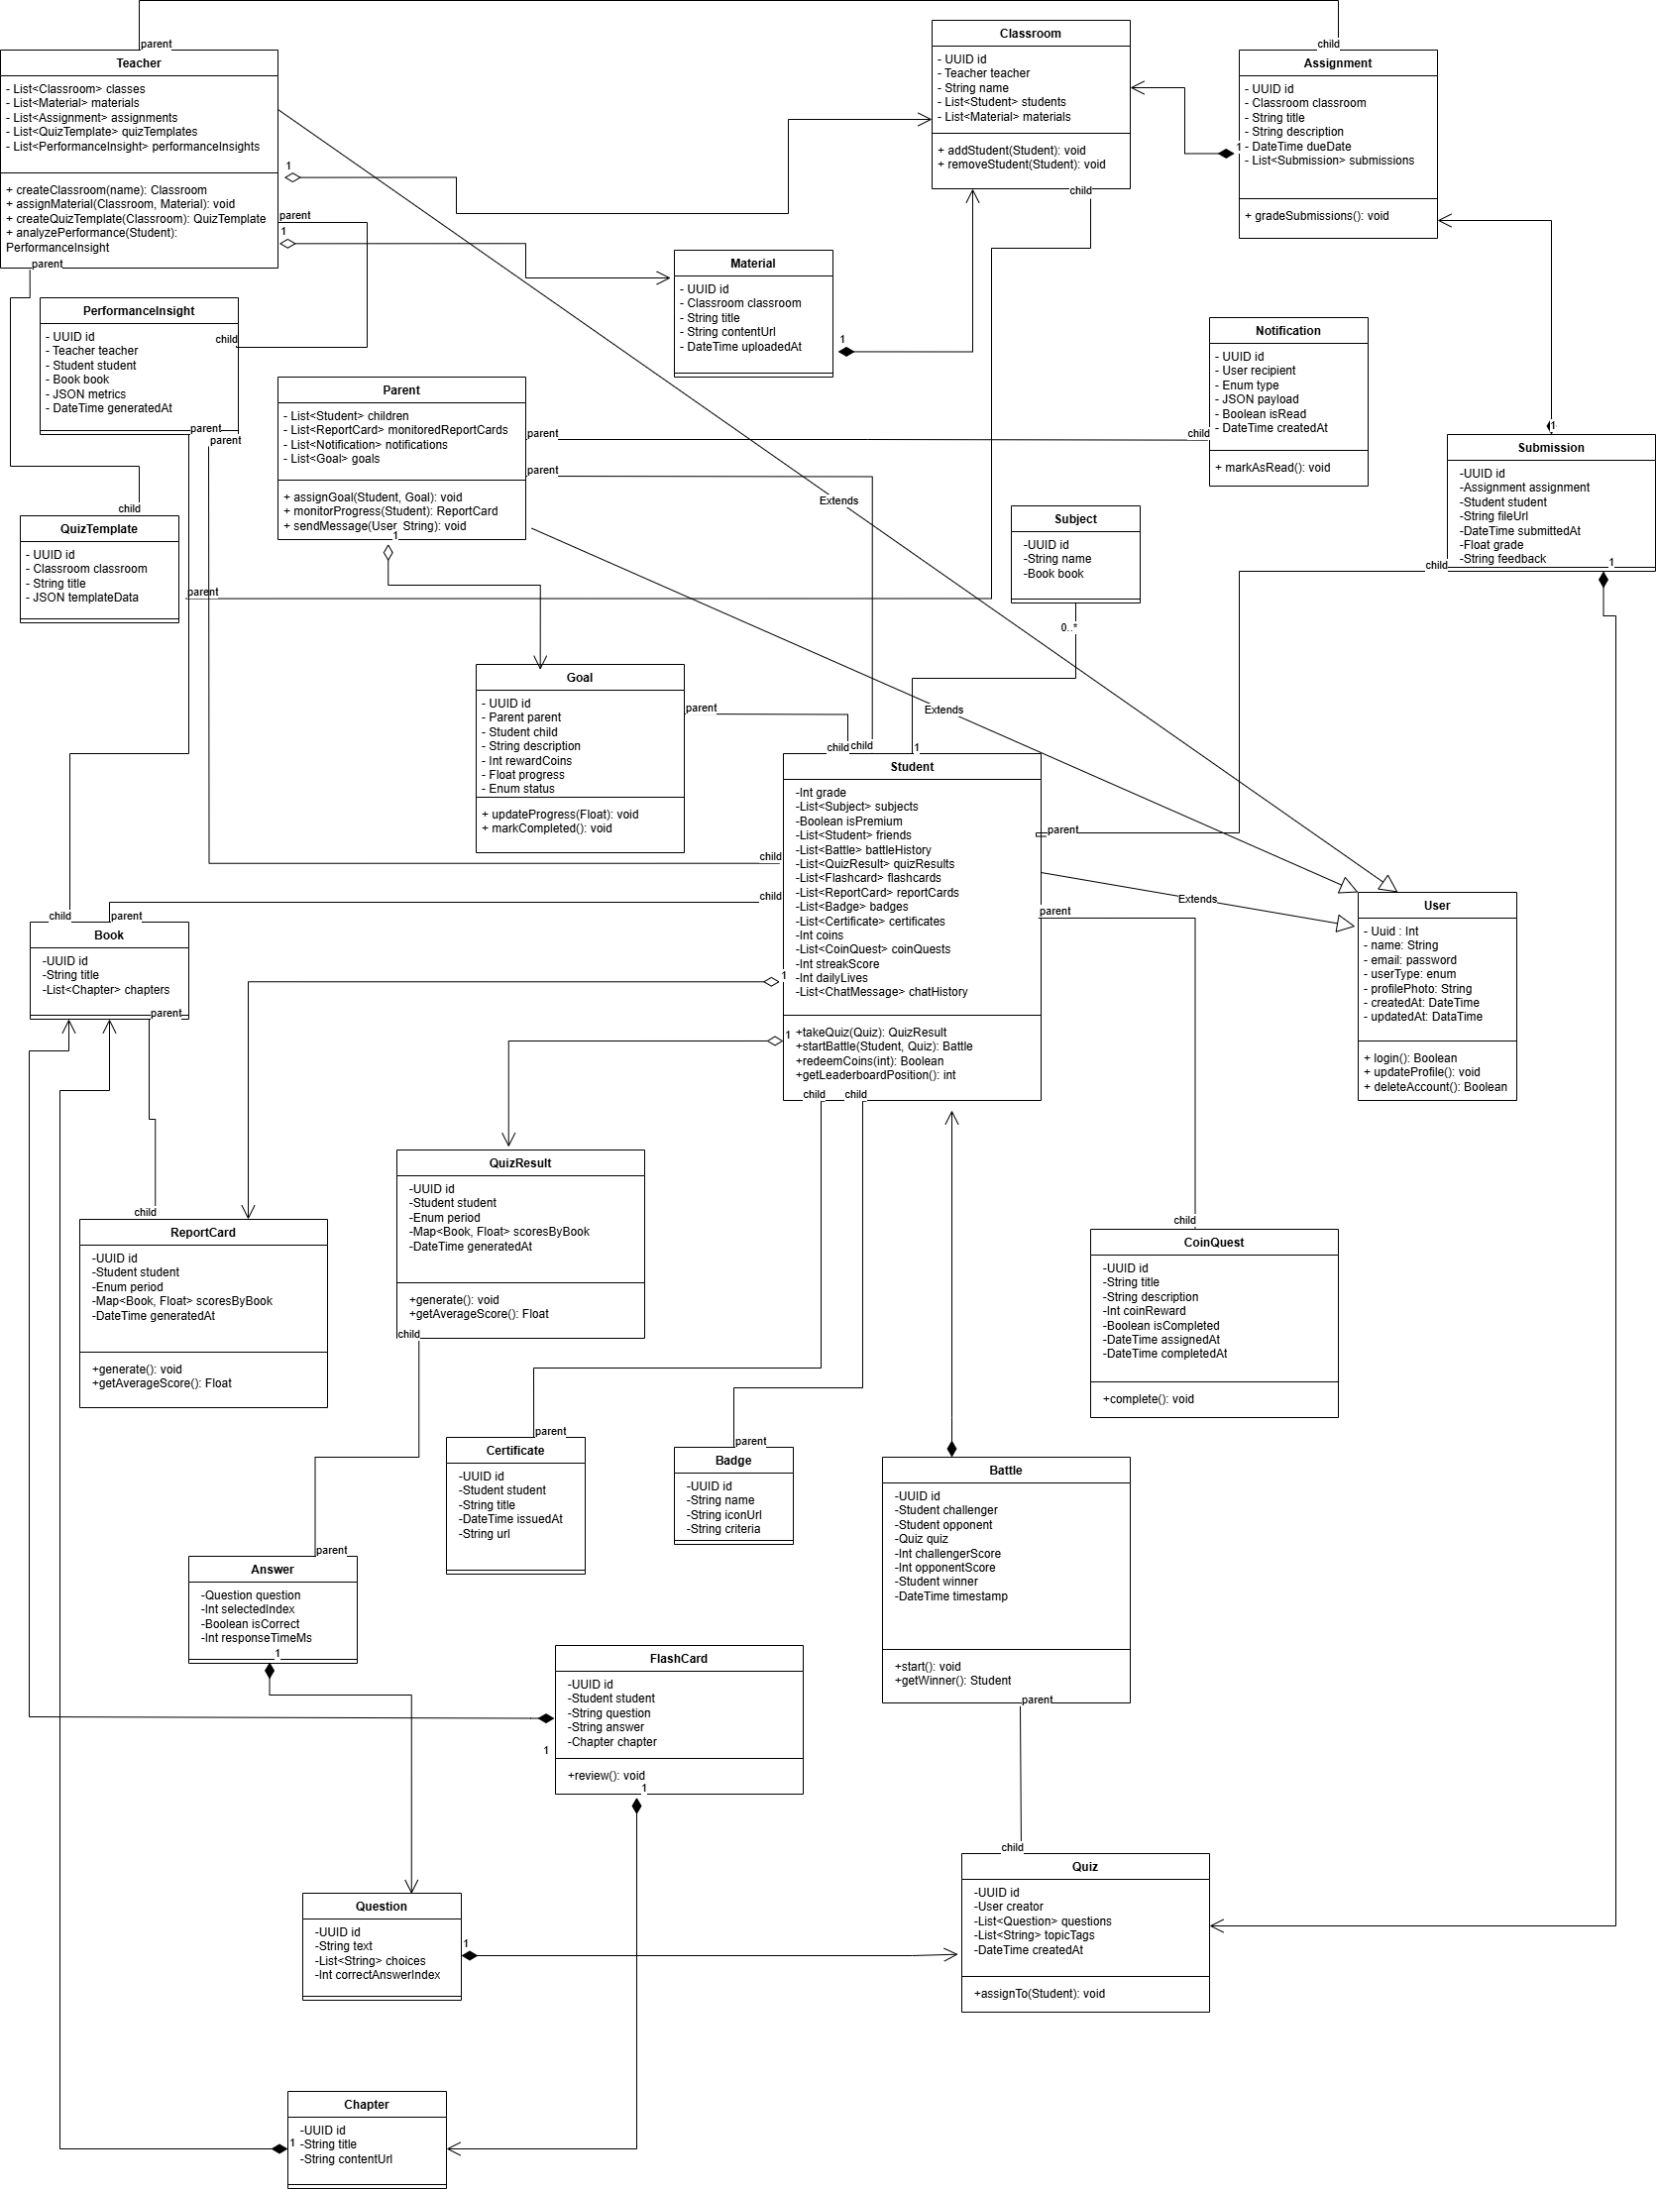 parent
child
Teacher
- List<Classroom> classes
- List<Material> materials
- List<Assignment> assignments
- List<QuizTemplate> quizTemplates
- List<PerformanceInsight> performanceInsights
+ createClassroom(name): Classroom
+ assignMaterial(Classroom, Material): void
+ createQuizTemplate(Classroom): QuizTemplate
+ analyzePerformance(Student):
PerformanceInsight
1
parent
1
parent
Classroom
- UUID id
- Teacher teacher
- String name
- List<Student> students
- List<Material> materials
+ addStudent(Student): void
+ removeStudent(Student): void
child
Assignment
- UUID id
- Classroom classroom
- String title
- String description
- DateTime dueDate
- List<Submission> submissions
+ gradeSubmissions(): void
1
Material
- UUID id
- Classroom classroom
- String title
- String contentUrl
- DateTime uploadedAt
1
PerformanceInsight
- UUID id
- Teacher teacher
- Student student
- Book book
- JSON metrics
- DateTime generatedAt
child
parent
parent
Notification
- UUID id
- User recipient
- Enum type
- JSON payload
- Boolean isRead
- DateTime createdAt
+ markAsRead(): void
child
Parent
- List<Student> children
- List<ReportCard> monitoredReportCards
- List<Notification> notifications
- List<Goal> goals
+ assignGoal(Student, Goal): void
+ monitorProgress(Student): ReportCard
+ sendMessage(User, String): void
parent
parent
1
Extends
1
Submission
-UUID id
-Assignment assignment
-Student student
-String fileUrl
-DateTime submittedAt
-Float grade
-String feedback
1
child
child
QuizTemplate
- UUID id
- Classroom classroom
- String title
- JSON templateData
parent
Subject
-UUID id
-String name
-Book book
0..*
Goal
- UUID id
- Parent parent
- Student child
- String description
- Int rewardCoins
- Float progress
- Enum status
+ updateProgress(Float): void
+ markCompleted(): void
parent
Extends
child
child
1
Student
-Int grade
-List<Subject> subjects
-Boolean isPremium
-List<Student> friends
-List<Battle> battleHistory
-List<QuizResult> quizResults
-List<Flashcard> flashcards
-List<ReportCard> reportCards
-List<Badge> badges
-List<Certificate> certificates
-Int coins
-List<CoinQuest> coinQuests
-Int streakScore
-Int dailyLives
-List<ChatMessage> chatHistory
+takeQuiz(Quiz): QuizResult
+startBattle(Student, Quiz): Battle
+redeemCoins(int): Boolean
+getLeaderboardPosition(): int
parent
child
child
Extends
parent
1
1
child
child
User
- Uuid : Int
- name: String
- email: password
- userType: enum
- profilePhoto: String
- createdAt: DateTime
- updatedAt: DataTime
+ login(): Boolean
+ updateProfile(): void
+ deleteAccount(): Boolean
child
parent
Book
-UUID id
-String title
-List<Chapter> chapters
parent
child
ReportCard
-UUID id
-Student student
-Enum period
-Map<Book, Float> scoresByBook
-DateTime generatedAt
+generate(): void
+getAverageScore(): Float
QuizResult
-UUID id
-Student student
-Enum period
-Map<Book, Float> scoresByBook
-DateTime generatedAt
+generate(): void
+getAverageScore(): Float
child
child
CoinQuest
-UUID id
-String title
-String description
-Int coinReward
-Boolean isCompleted
-DateTime assignedAt
-DateTime completedAt
+complete(): void
parent
Certificate
-UUID id
-Student student
-String title
-DateTime issuedAt
-String url
parent
Badge
-UUID id
-String name
-String iconUrl
-String criteria
Battle
-UUID id
-Student challenger
-Student opponent
-Quiz quiz
-Int challengerScore
-Int opponentScore
-Student winner
-DateTime timestamp
+start(): void
+getWinner(): Student
parent
parent
Answer
-Question question
-Int selectedIndex
-Boolean isCorrect
-Int responseTimeMs
1
FlashCard
-UUID id
-Student student
-String question
-String answer
-Chapter chapter
+review(): void
1
1
child
Quiz
-UUID id
-User creator
-List<Question> questions
-List<String> topicTags
-DateTime createdAt
+assignTo(Student): void
Question
-UUID id
-String text
-List<String> choices
-Int correctAnswerIndex
1
Chapter
-UUID id
-String title
-String contentUrl
1